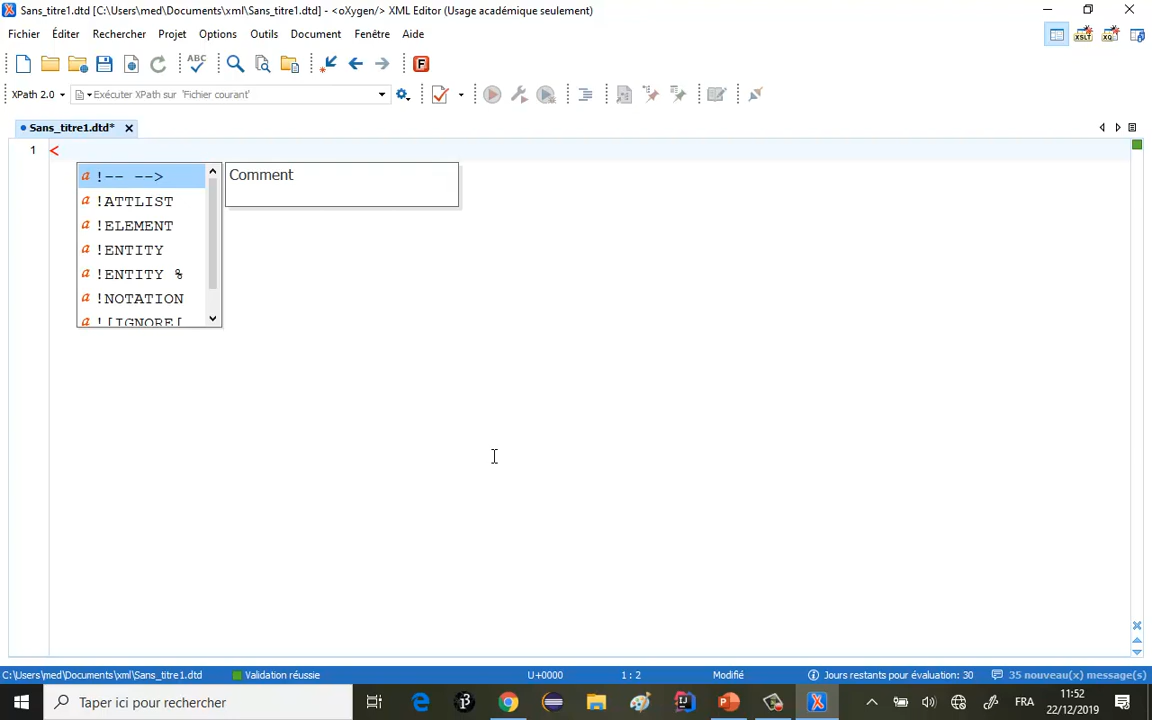 Sans_titre1.dtd [C:\Users\med\Documents\xml\Sans_titre1.dtd] - <oXygen/> XML Editor (Usage académique seulement)
Fichier Éditer Rechercher Projet Options Outils Document Fenêtre Aide
XPath 2.0 Exécuter XPath sur 'Fichier courant'
Sans_titre1.dtd*
1 <
!-- --> Comment
!ATTLIST
!ELEMENT
!ENTITY
!ENTITY %
!NOTATION
![IGNORE[
C:\Users\med\Documents\xml\Sans_titre1.dtd Validation réussie U+0000 1 : 2 Modifié Jours restants pour évaluation: 30 35 nouveau(x) message(s)
Taper ici pour rechercher FRA 11:52
22/12/2019